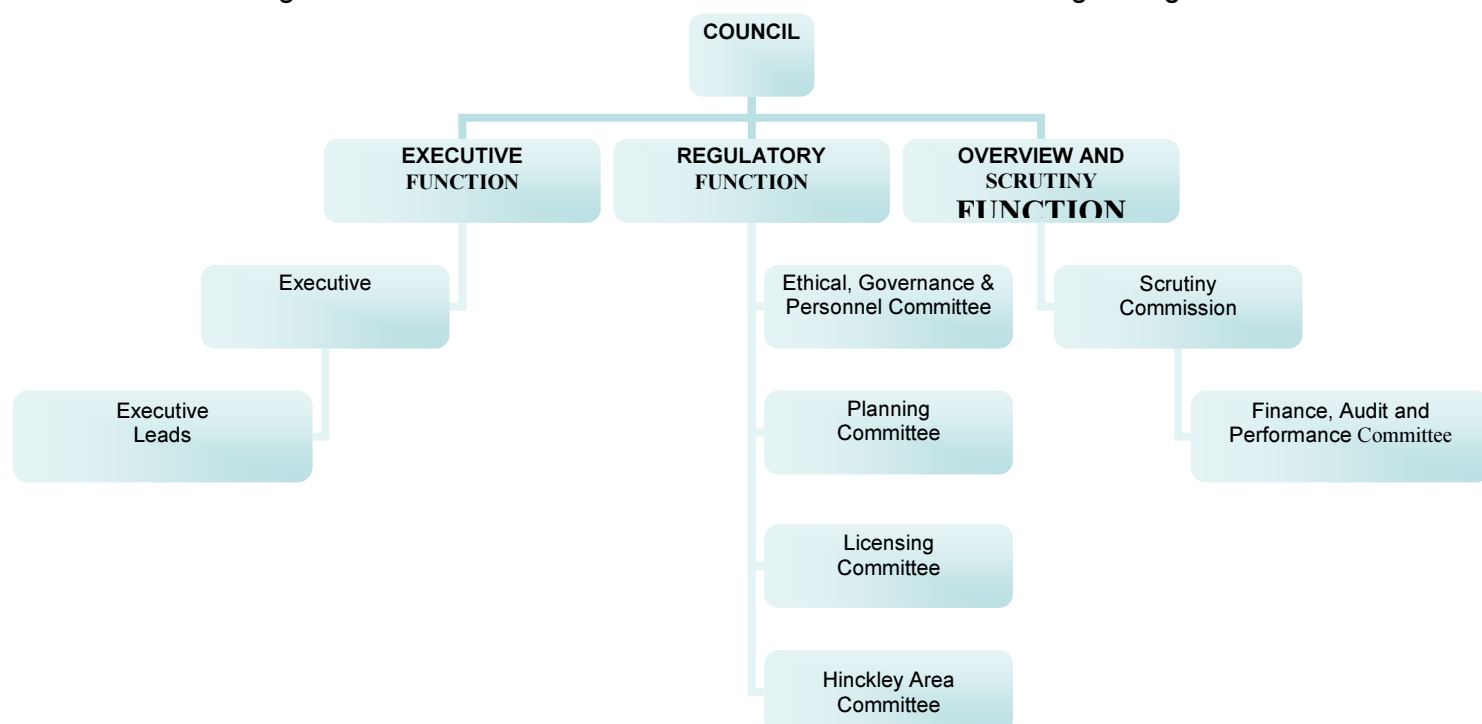 COUNCIL
EXECUTIVE
FUNCTION
REGULATORY
FUNCTION
OVERVIEW AND
SCRUTINY
FUNCTION
Executive
Ethical, Governance &
Personnel Committee
Scrutiny
Commission
Executive
Leads
Planning
Committee
Finance, Audit and
Performance Committee
Licensing
Committee
Hinckley Area
Committee